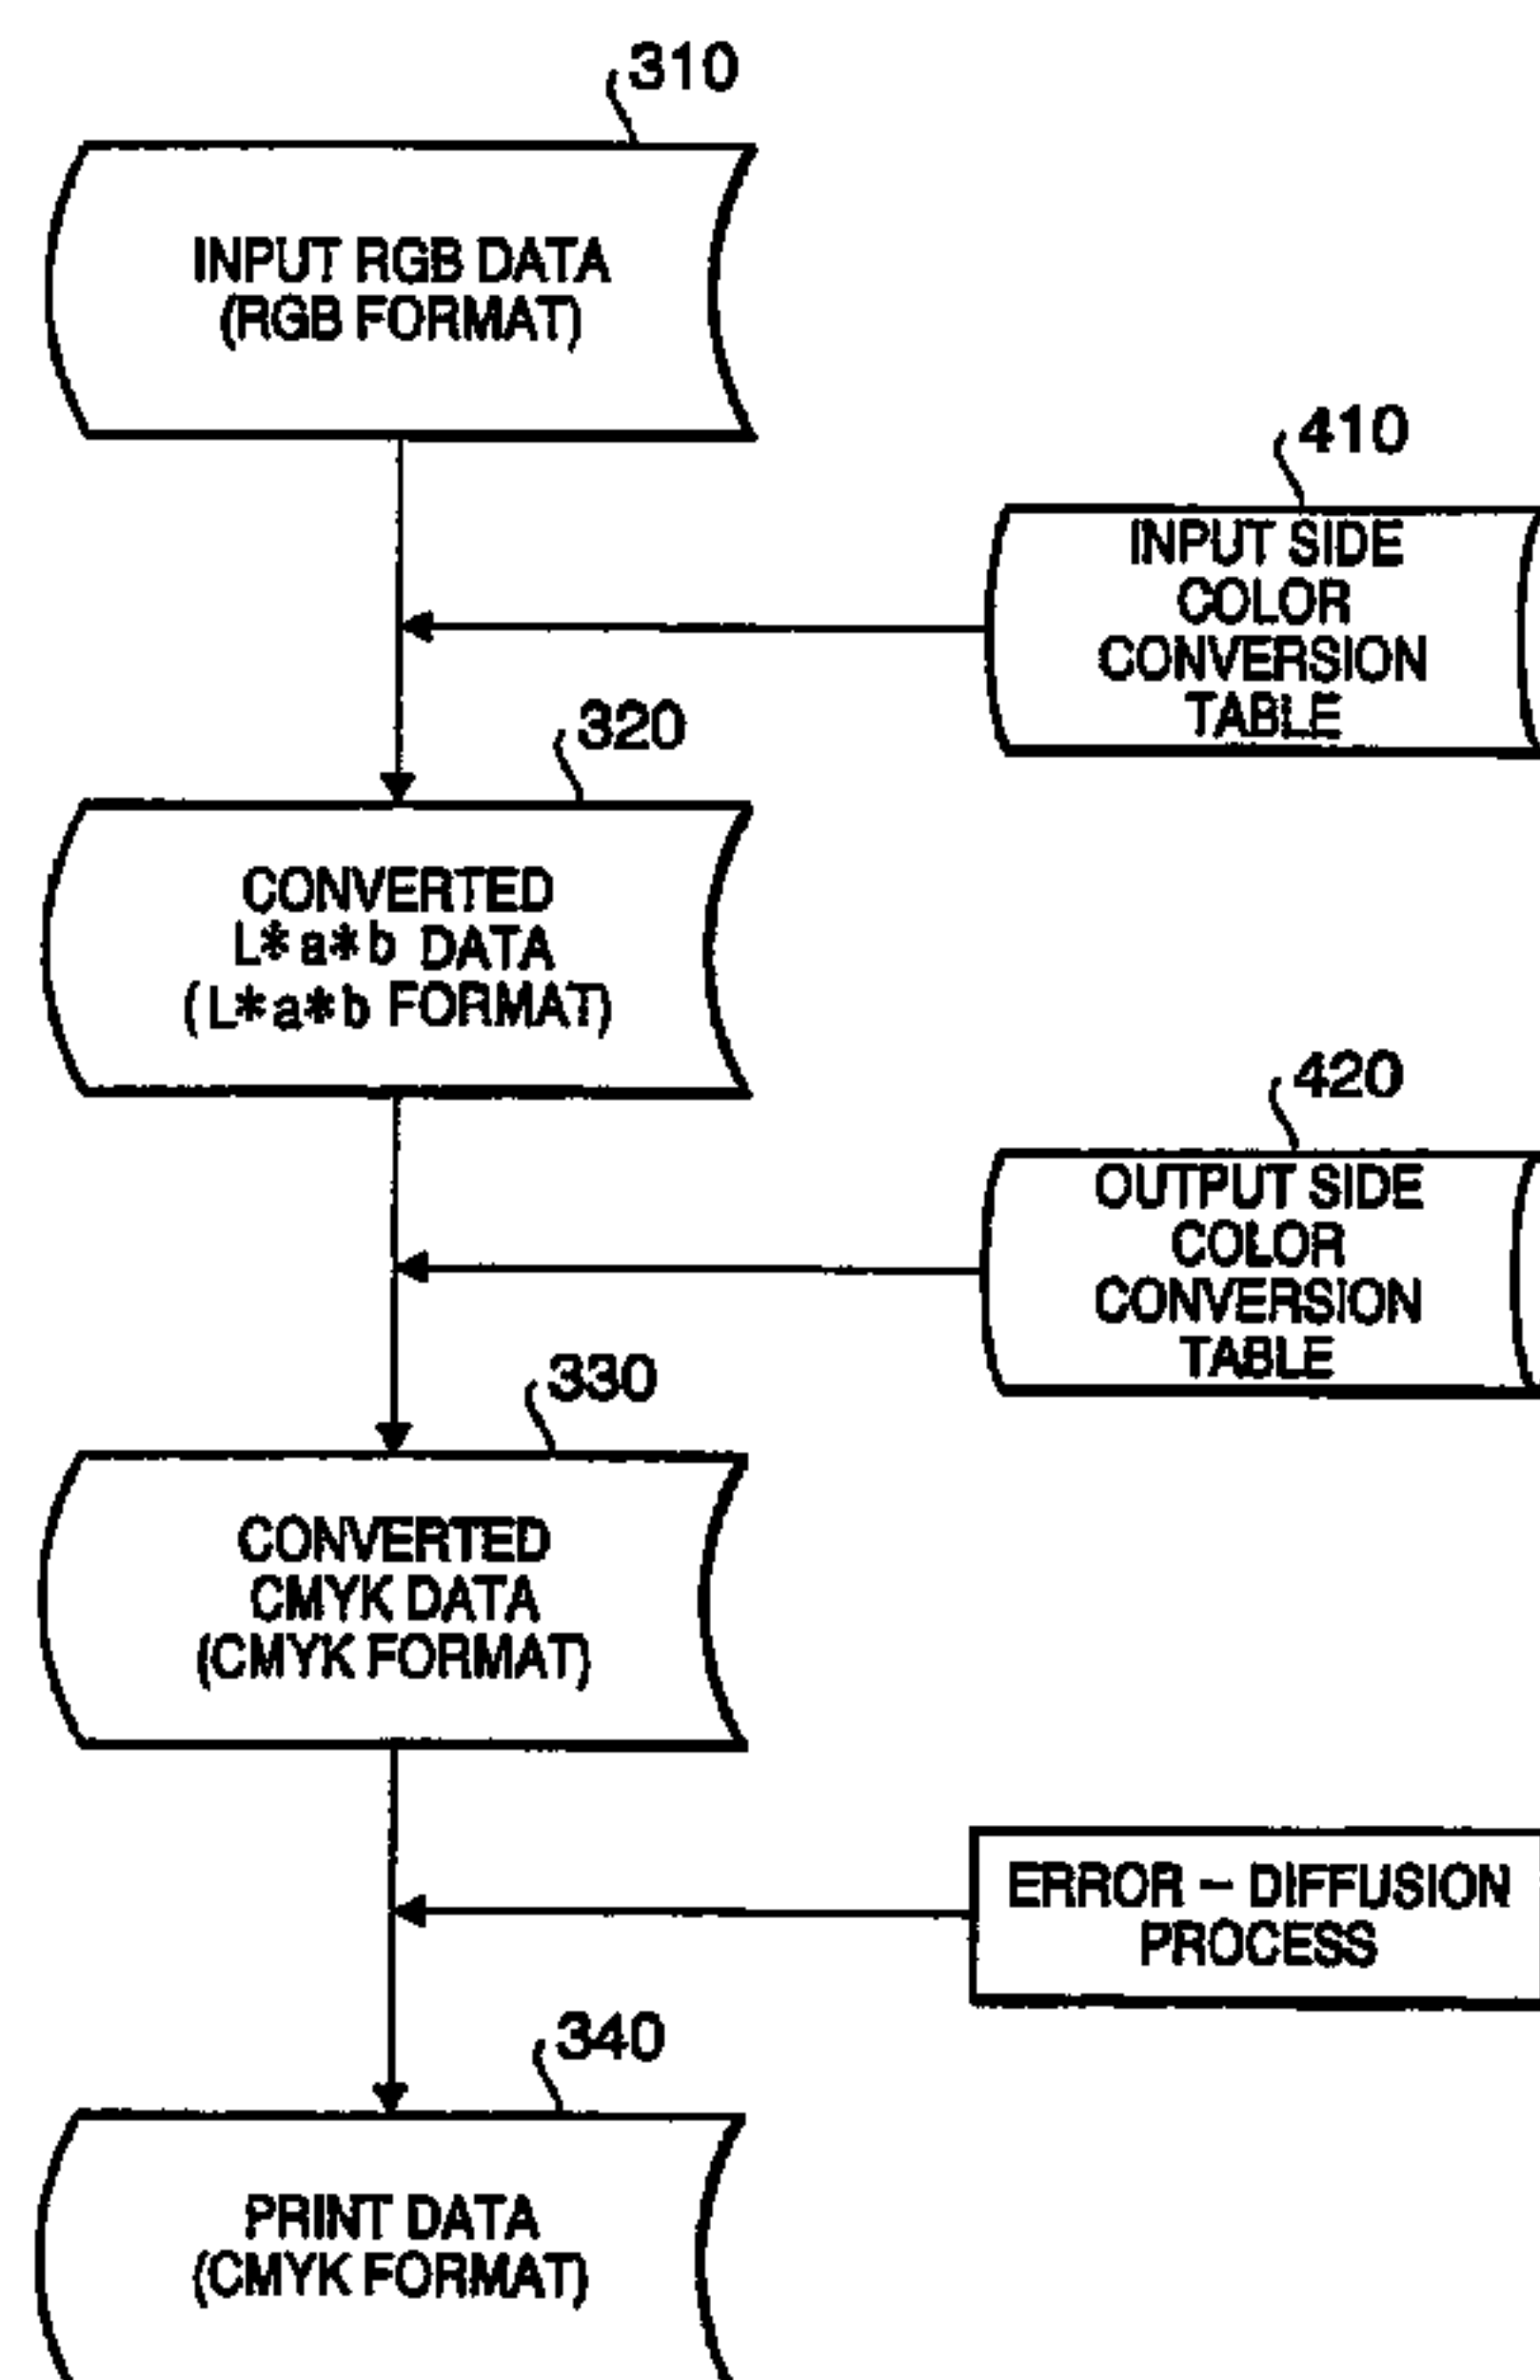 310
INPUT RGB DATA
(RGB FORMAT)
410
INPUT SIDE
COLOR
CONVERSION
TABLE
320
CONVERTED
L*a*b DATA
(L*a*b FORMAT)
420
OUTPUT SIDE
COLOR
CONVERSION
TABLE
330
CONVERTED
CMYK DATA
(CMYK FORMAT)
ERROR - DIFFUSION
PROCESS
340
PRINT DATA
(CMYK FORMAT)